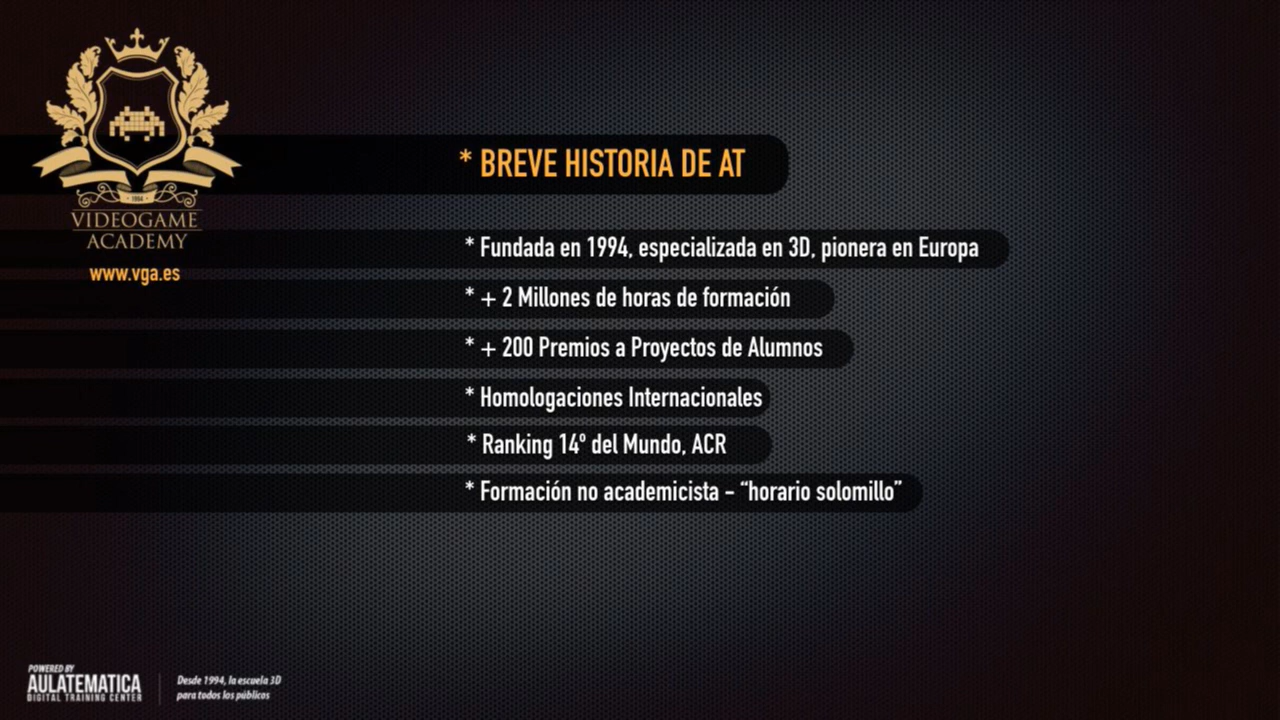 * 1994 *
VIDEOGAME
ACADEMY
www.vga.es
* BREVE HISTORIA DE AT
* Fundada en 1994, especializada en 3D, pionera en Europa
* + 2 Millones de horas de formación
* + 200 Premios a Proyectos de Alumnos
* Homologaciones Internacionales
* Ranking 14º del Mundo, ACR
* Formación no academicista - “horario solomillo”
POWERED BY
AULATEMATICA
DIGITAL TRAINING CENTER
Desde 1994, la escuela 3D
para todos los públicos